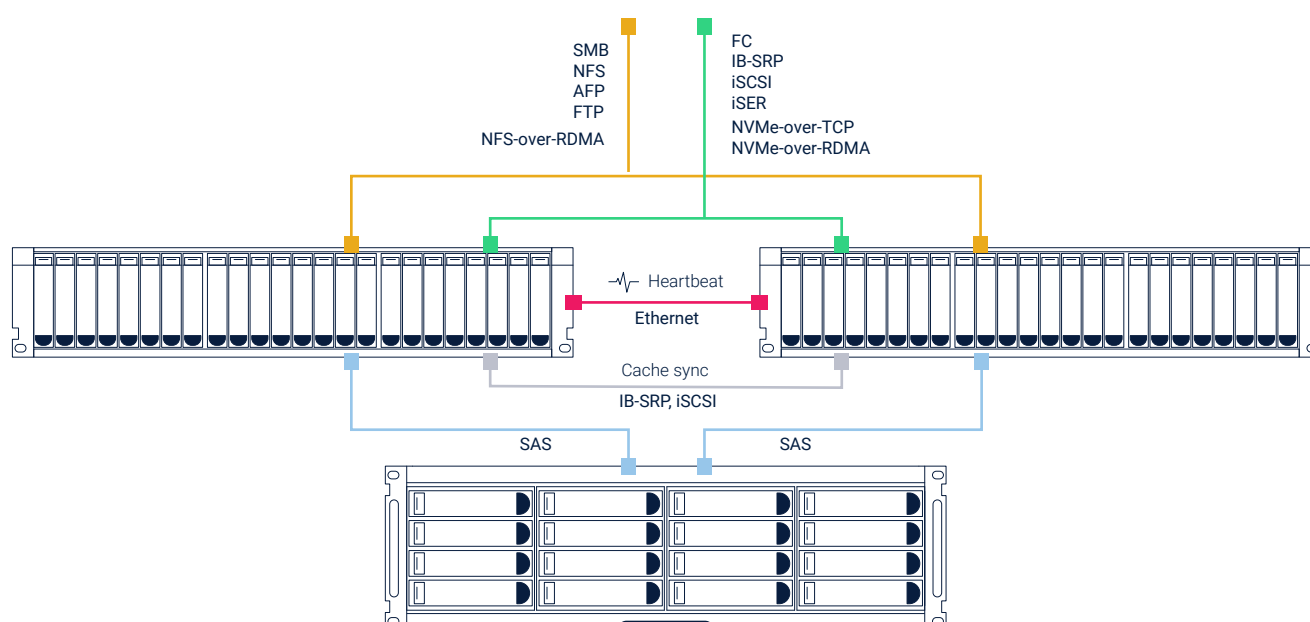 SMB
NFS
AFP
FTP
NFS-over-RDMA
FC
IB-SRP
iSCSI
iSER
NVMe-over-TCP
NVMe-over-RDMA
Heartbeat
Ethernet
Cache sync
IB-SRP, iSCSI
SAS
SAS